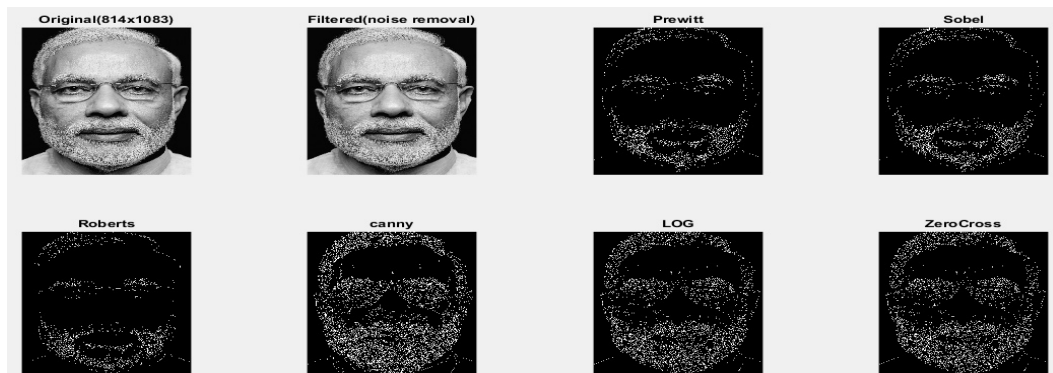 Original(814x1083)
Filtered(noise removal)
Prewitt
Sobel
Roberts
canny
LOG
ZeroCross